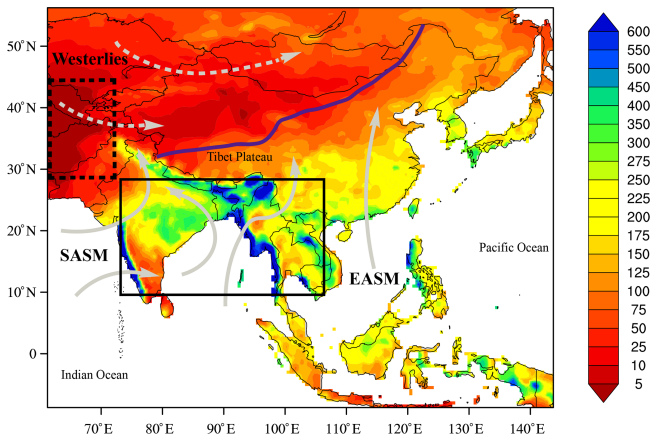 50°N
40°N
30°N
20°N
10°N
0
Westerlies
Tibet Plateau
SASM
EASM
Pacific Ocean
Indian Ocean
70°E
80°E
90°E
100°E
110°E
120°E
130°E
140°E
600
550
500
450
400
350
300
250
225
200
175
150
125
100
75
50
25
10
5